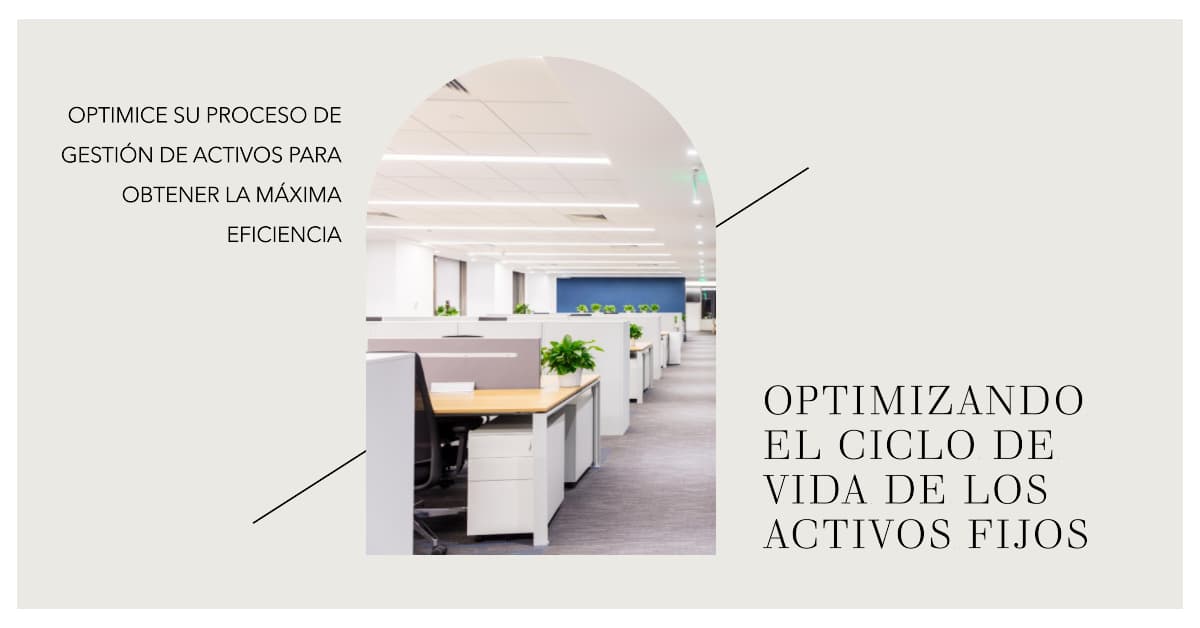 OPTIMICE SU PROCESO DE
GESTIÓN DE ACTIVOS PARA
OBTENER LA MÁXIMA
EFICIENCIA
OPTIMIZANDO
EL CICLO DE
VIDA DE LOS
ACTIVOS FIJOS